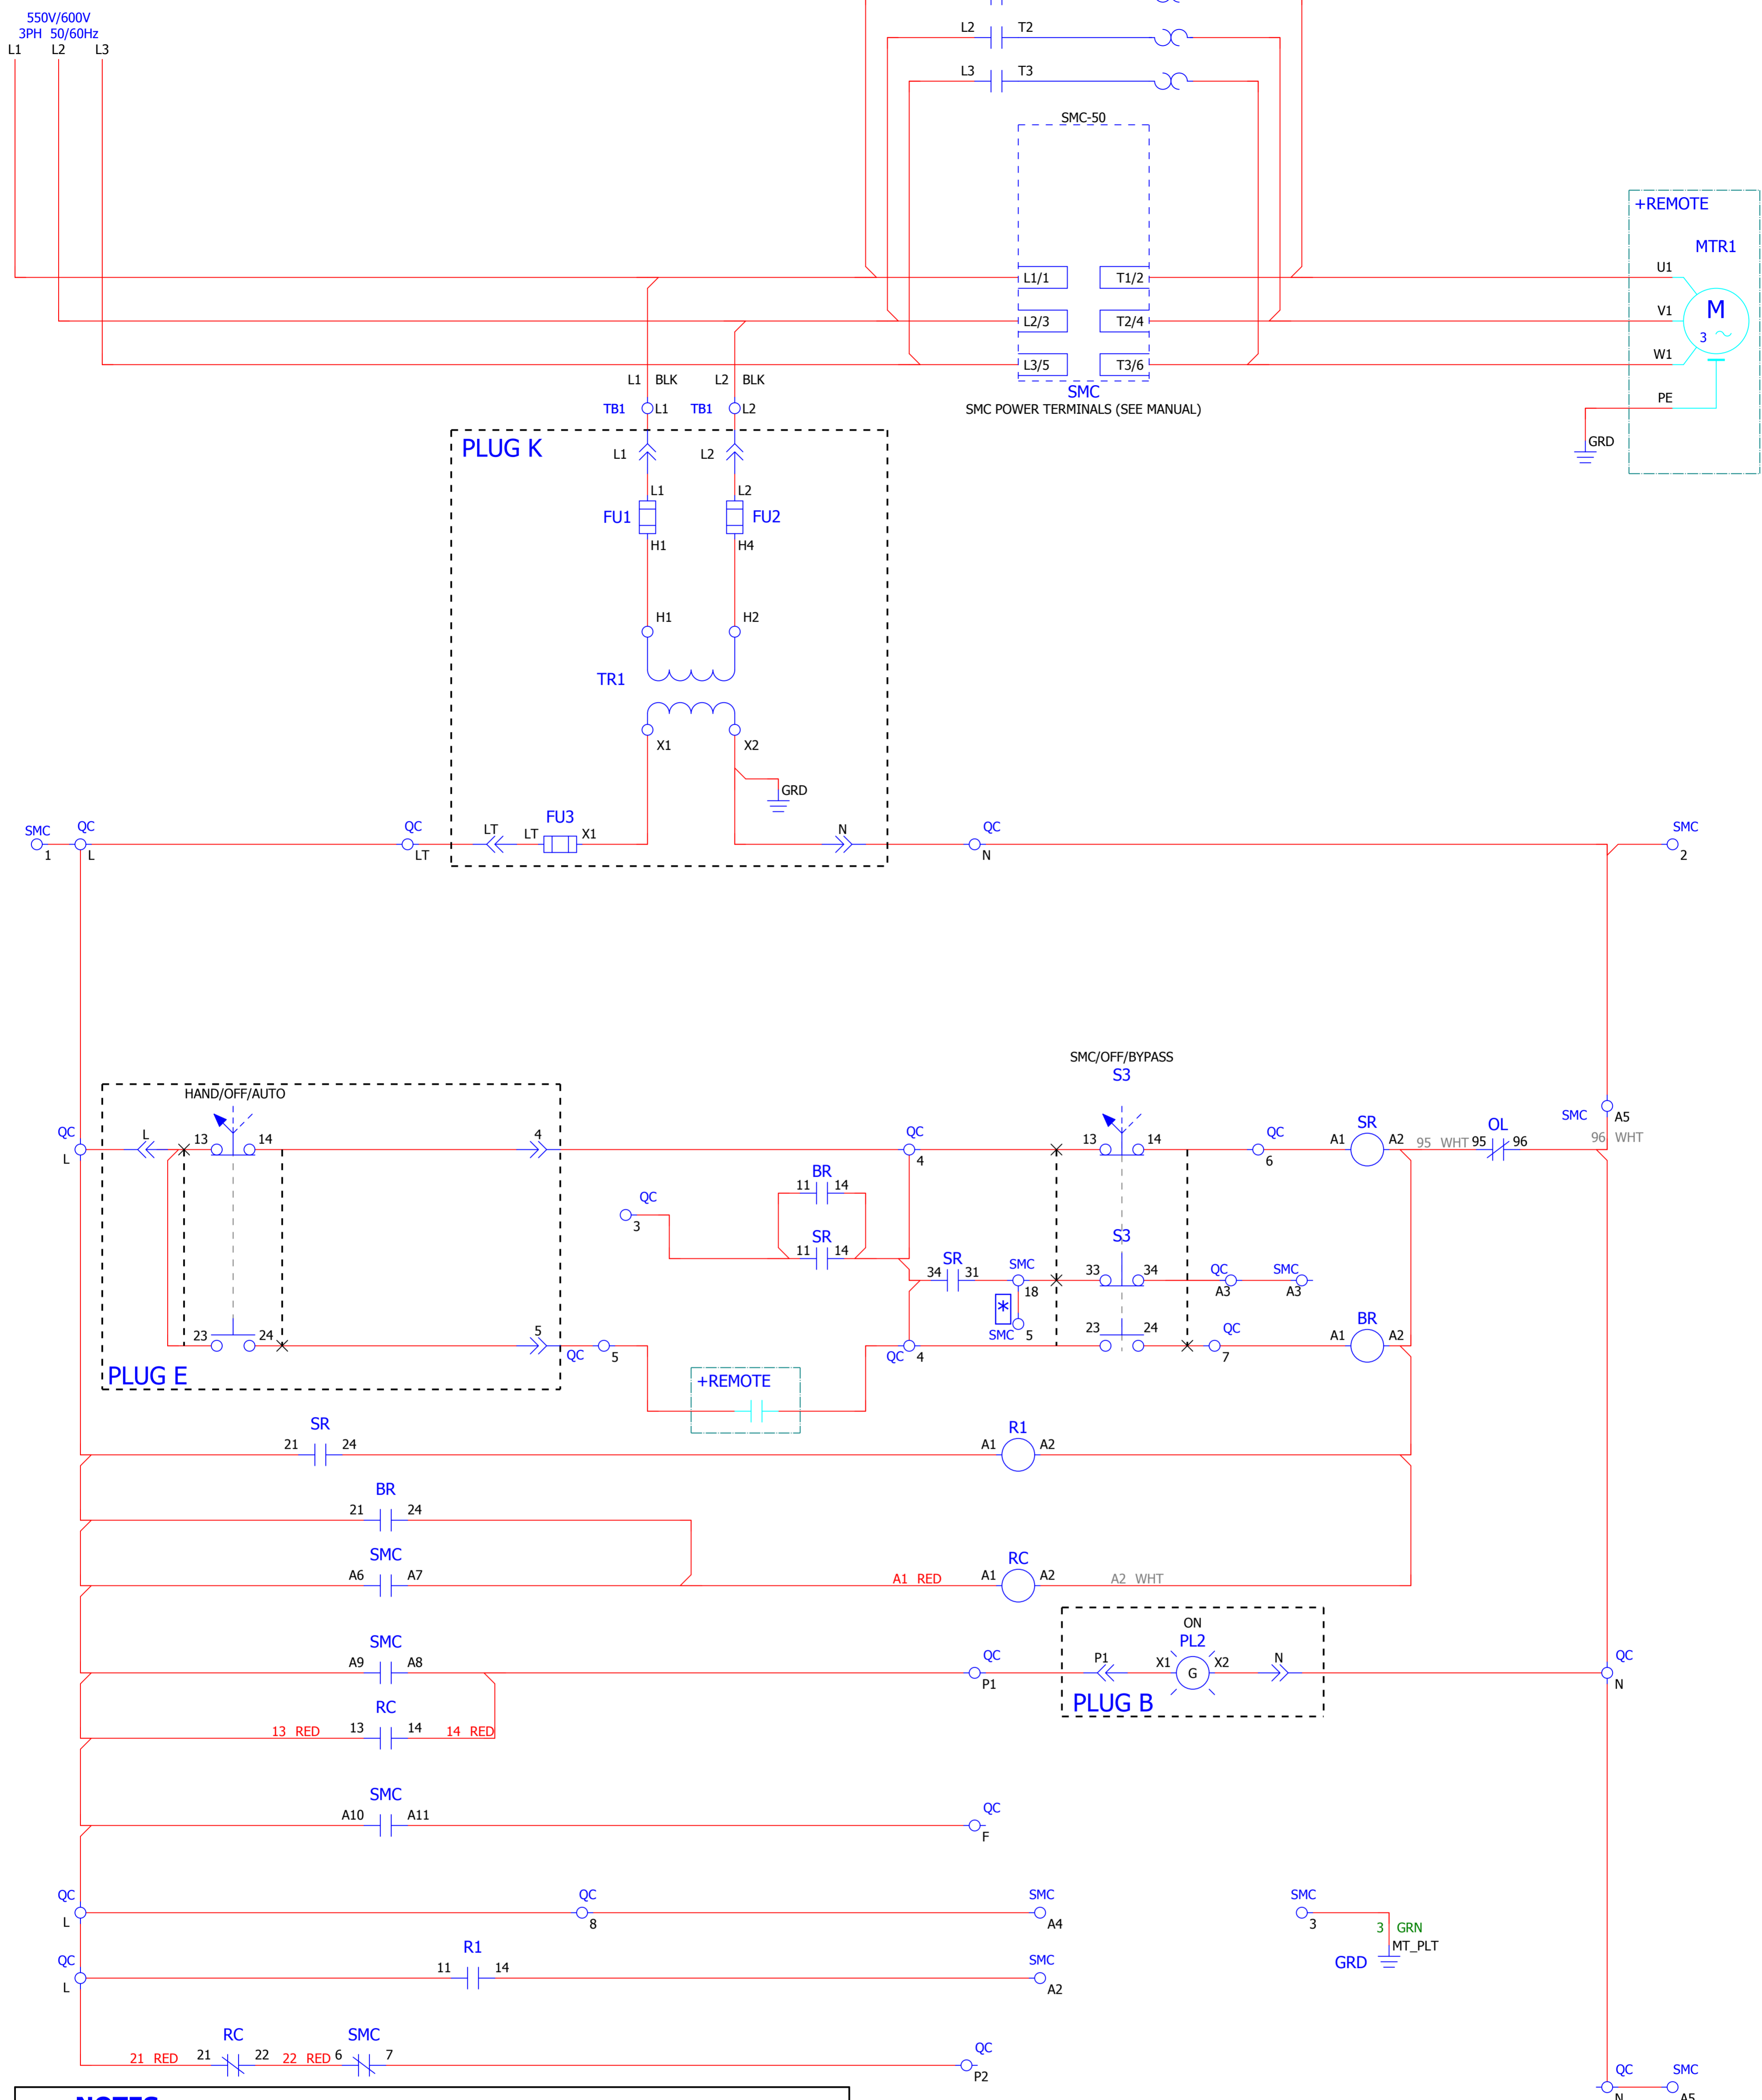 550V/600V
3PH 50/60Hz
L1 L2 L3
L2 T2
L3 T3
SMC-50
L1/1 T1/2
L2/3 T2/4
L3/5 T3/6
SMC
SMC POWER TERMINALS (SEE MANUAL)
+REMOTE
MTR1
U1
V1
W1
M
3
PE
GRD
L1 BLK L2 BLK
TB1 L1 TB1 L2
PLUG K
L1 L2
L1 L2
FU1 FU2
H1 H4
H1 H2
TR1
X1 X2
GRD
SMC QC QC FU3 QC SMC
LT LT X1 N
1 L LT N 2
SMC/OFF/BYPASS
S3
HAND/OFF/AUTO
QC L 13 14 4 QC 13 14 QC SR OL SMC A5
A1 A2 95 WHT 95 96 96 WHT
L 4 6
BR
11 14
QC
3
SR
11 14
S3
SR SMC QC SMC
34 31 33 34
18 A3 A3
*
SMC 5
BR
23 24 5 QC 5 QC 4 23 24 QC 7 A1 A2
PLUG E
+REMOTE
SR
21 24
R1
A1 A2
BR
21 24
SMC
A6 A7
RC
A1 RED A1 A2 A2 WHT
ON
PL2
SMC
A9 A8
QC
P1
P1 X1 G X2 N
QC
N
PLUG B
RC
13 RED 13 14 14 RED
SMC
A10 A11
QC
F
QC QC SMC SMC
L 8 A4 3
3 GRN
MT_PLT
GRD
QC R1 SMC
11 14
L A2
RC SMC
21 RED 21 22 22 RED 6 7
QC
P2
QC SMC
N A5
NOTES